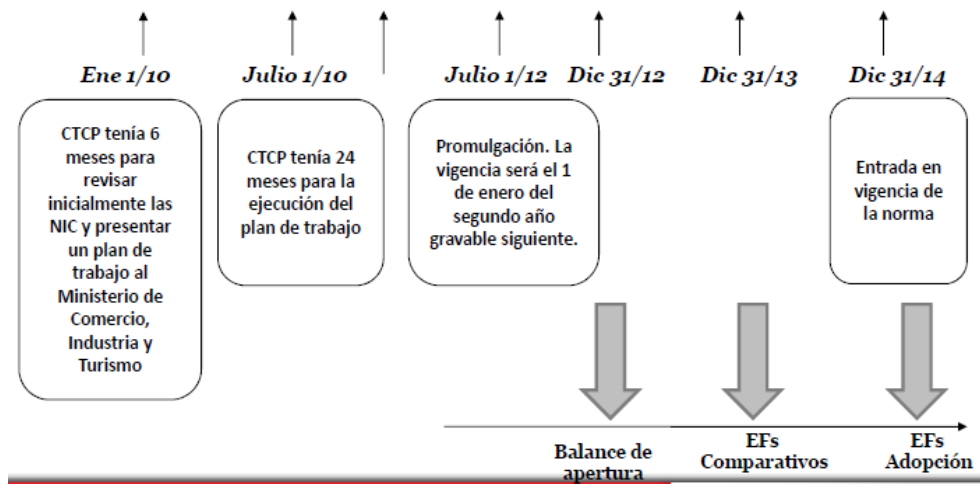 Ene 1/10
Julio 1/10
Julio 1/12
Dic 31/12
Dic 31/13
Dic 31/14
CTCP tenía 6
meses para
revisar
inicialmente las
NIC y presentar
un plan de
trabajo al
Ministerio de
Comercio,
Industria y
Turismo
CTCP tenía 24
meses para la
ejecución del
plan de trabajo
Promulgación. La
vigencia será el 1
de enero del
segundo año
gravable siguiente.
Entrada en
vigencia de
la norma
Balance de
apertura
EFs
Comparativos
EFs
Adopción